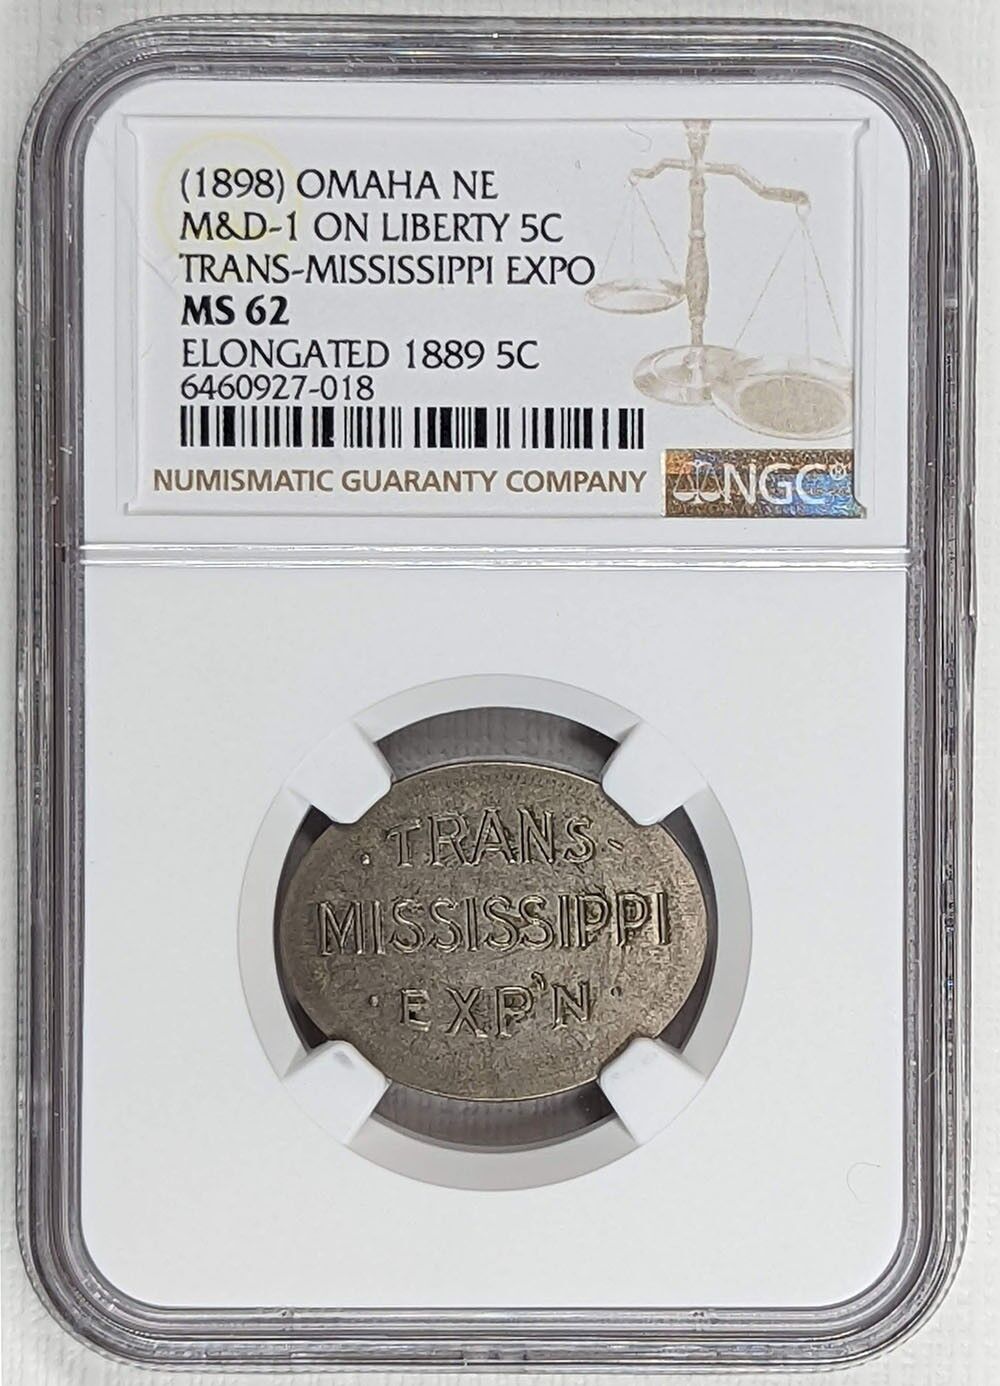 (1898) OMAHA NE
M&D-1 ON LIBERTY 5C
TRANS-MISSISSIPPI EXPO
MS 62
ELONGATED 1889 5C
6460927-018
NUMISMATIC GUARANTY COMPANY
NGC®
· TRANS-
MISSISSIPPI
· EXP'N ·